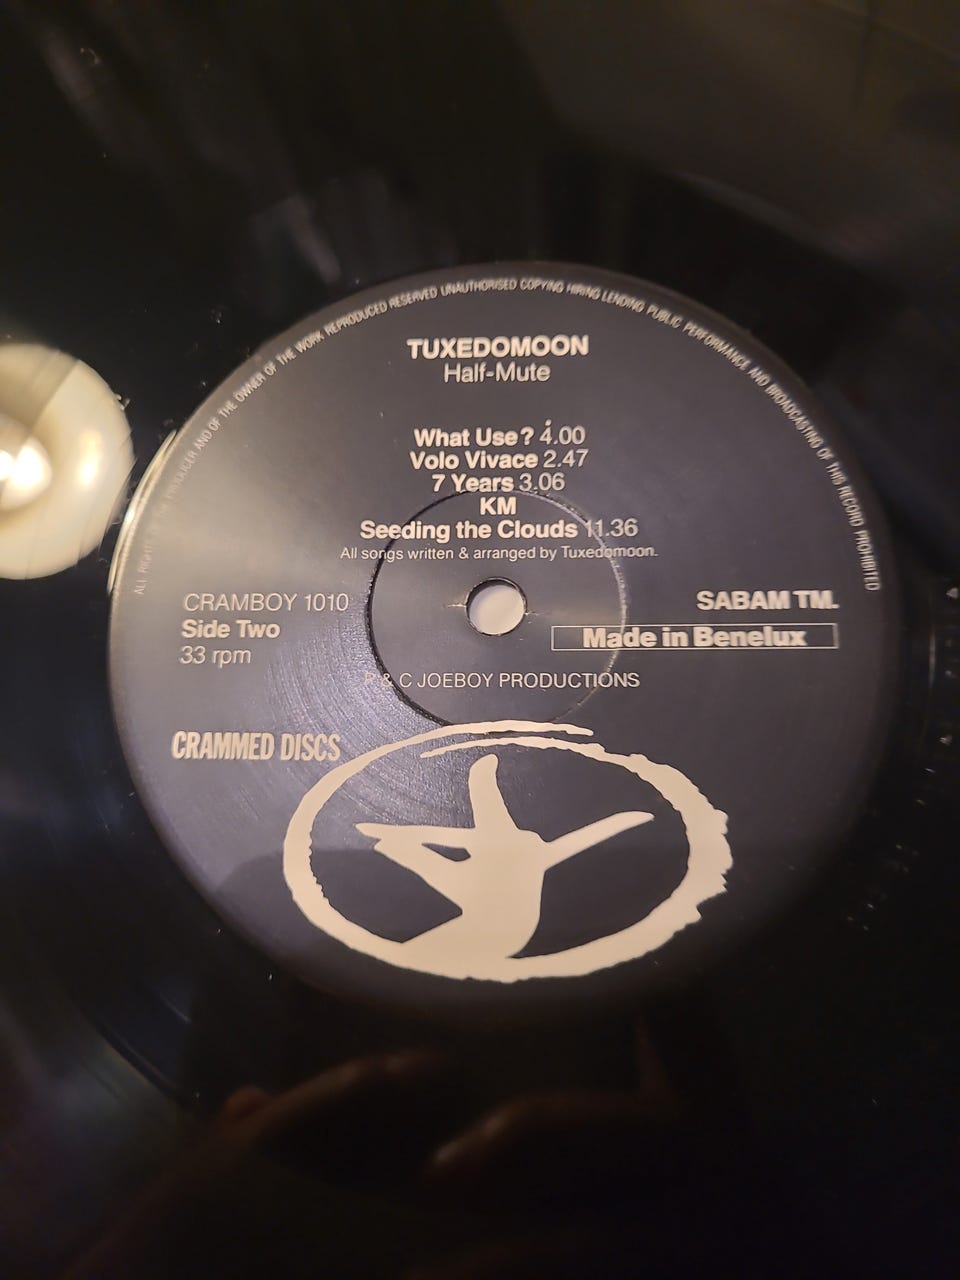 ALL RIGHTS PRODUCER AND OF THE OWNER OF THE WORK REPRODUCED RESERVED UNAUTHORISED COPYING HIRING LENDING PUBLIC PERFORMANCE AND BROADCASTING OF THIS RECORD PROHIBITED
TUXEDOMOON
Half-Mute
What Use? 4.00
Volo Vivace 2.47
7 Years 3.06
KM
Seeding the Clouds 11.36
All songs written & arranged by Tuxedomoon.
CRAMBOY 1010
SABAM TM.
Side Two
Made in Benelux
33 rpm
P & C JOEBOY PRODUCTIONS
CRAMMED DISCS